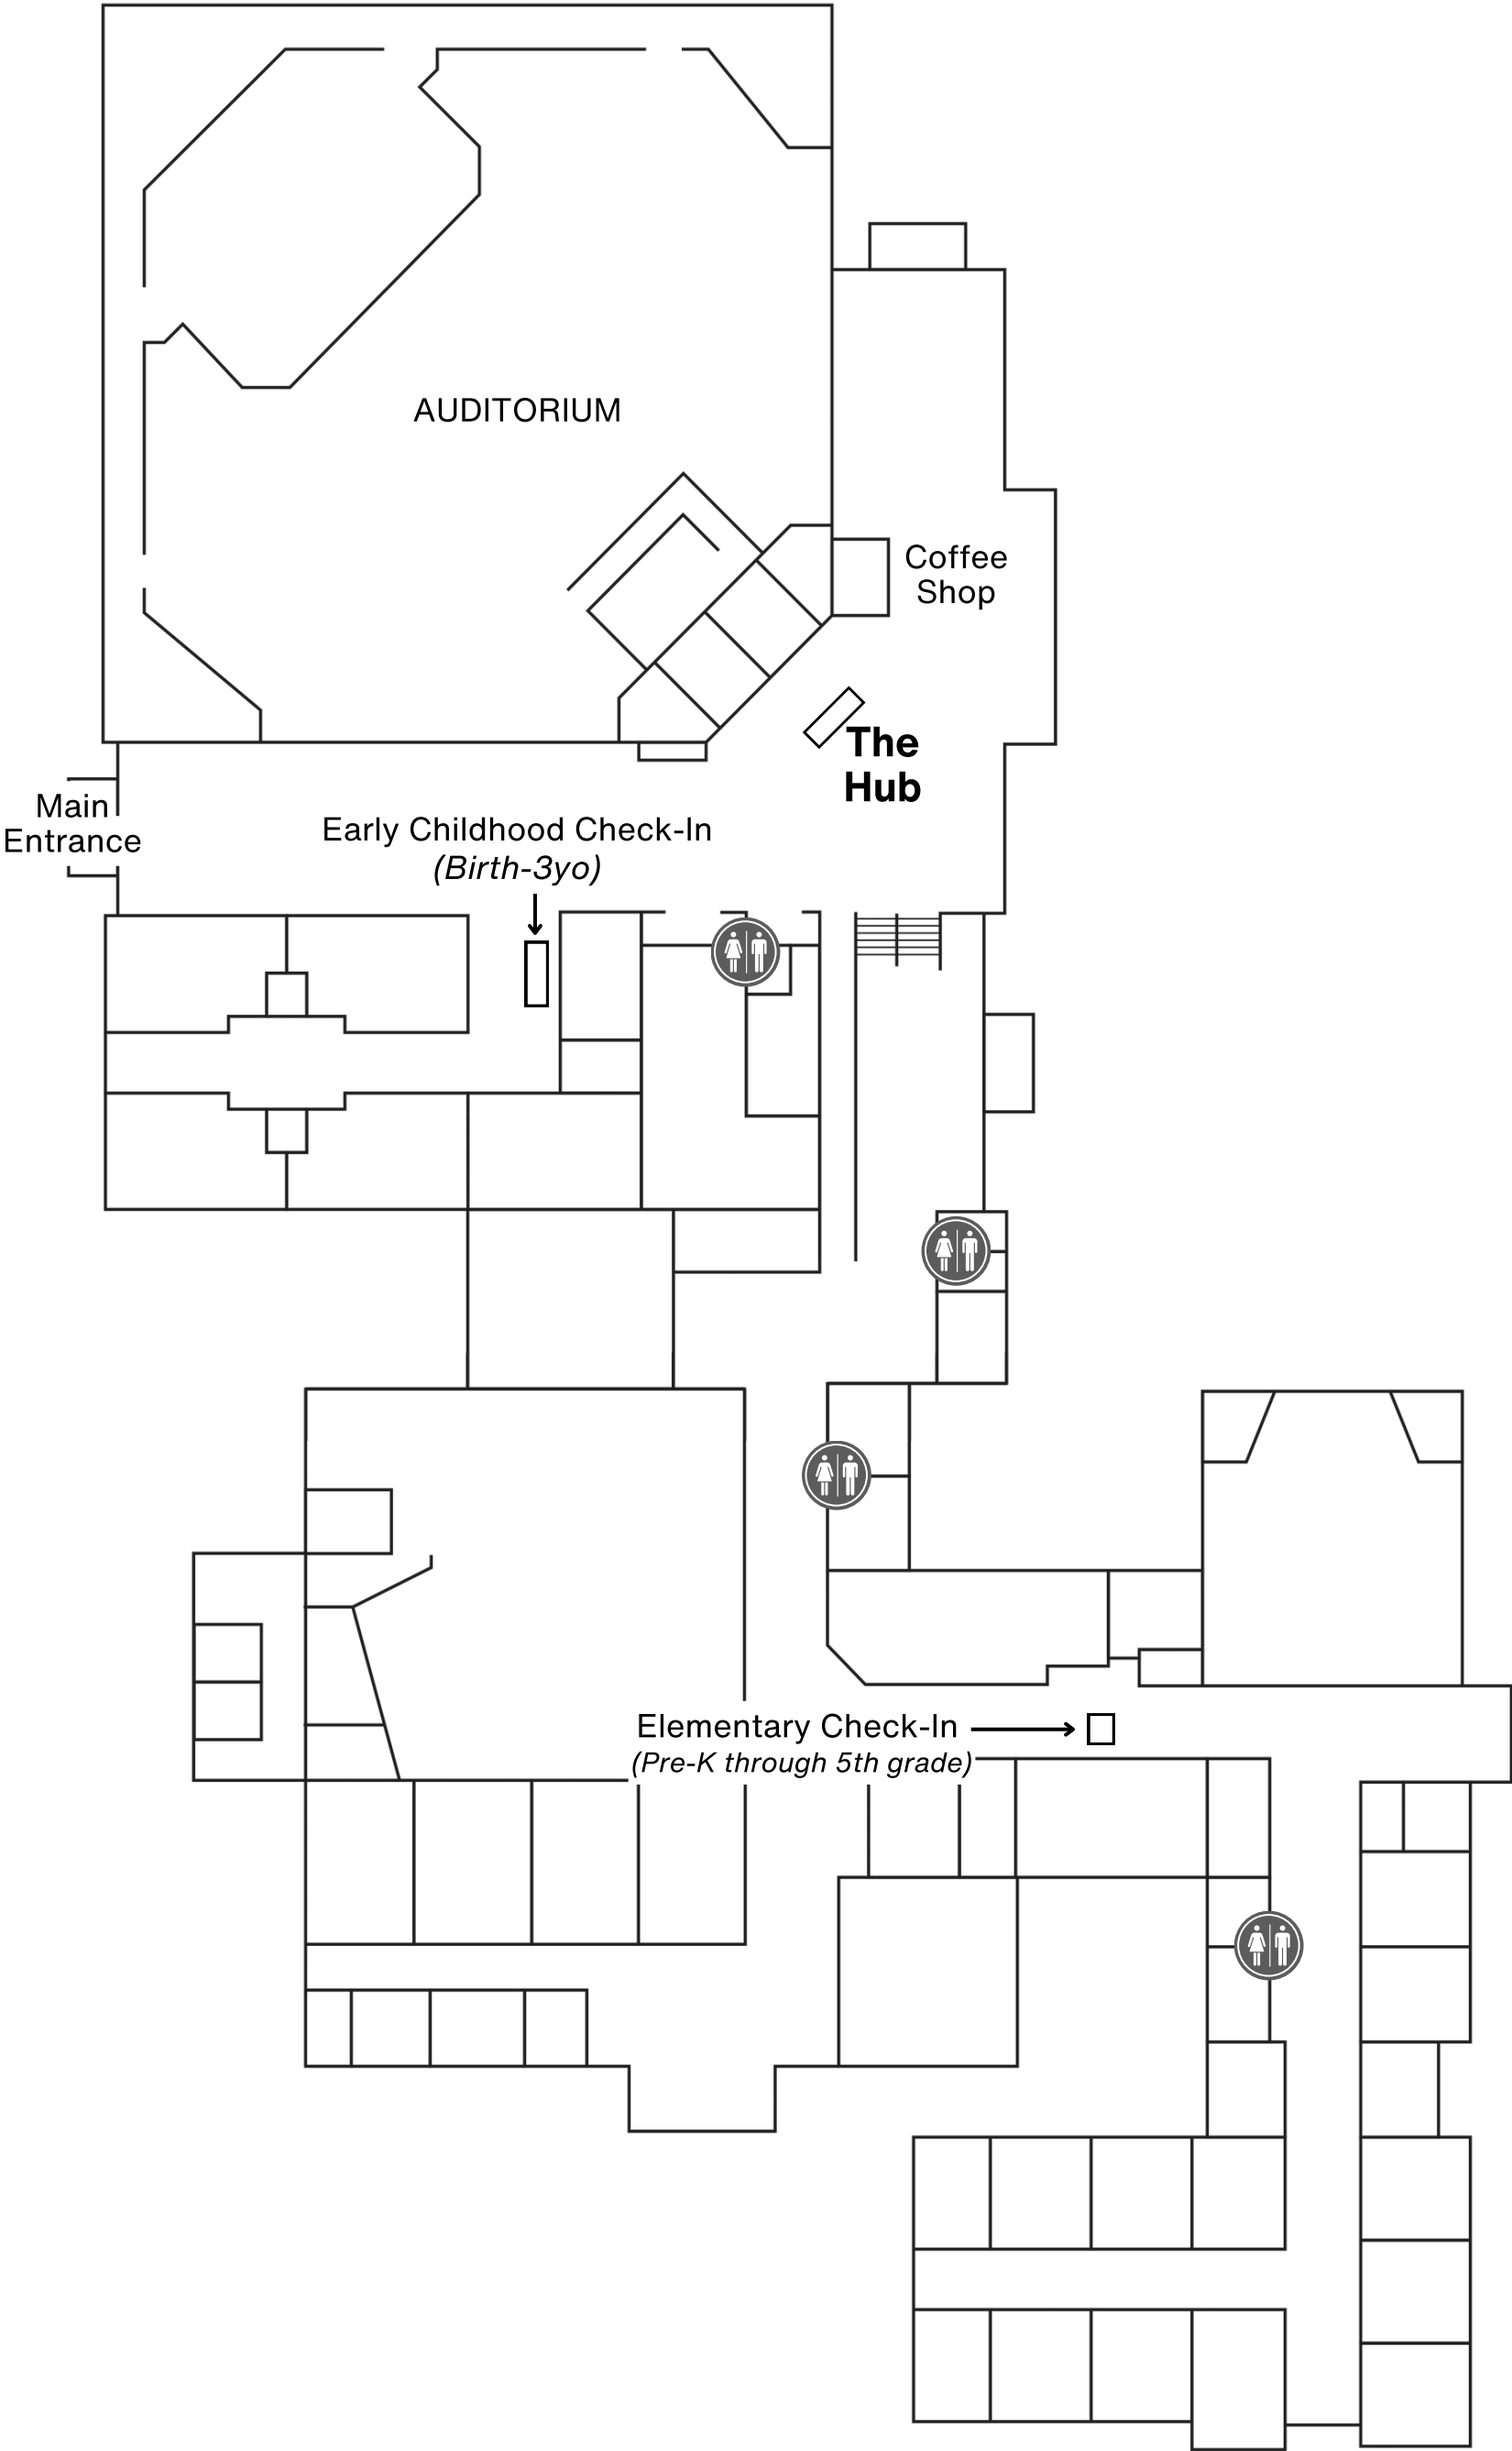 AUDITORIUM
Coffee
Shop
The
Hub
Main
Entrance
Early Childhood Check-In
(Birth-3yo)
Elementary Check-In
(Pre-K through 5th grade)